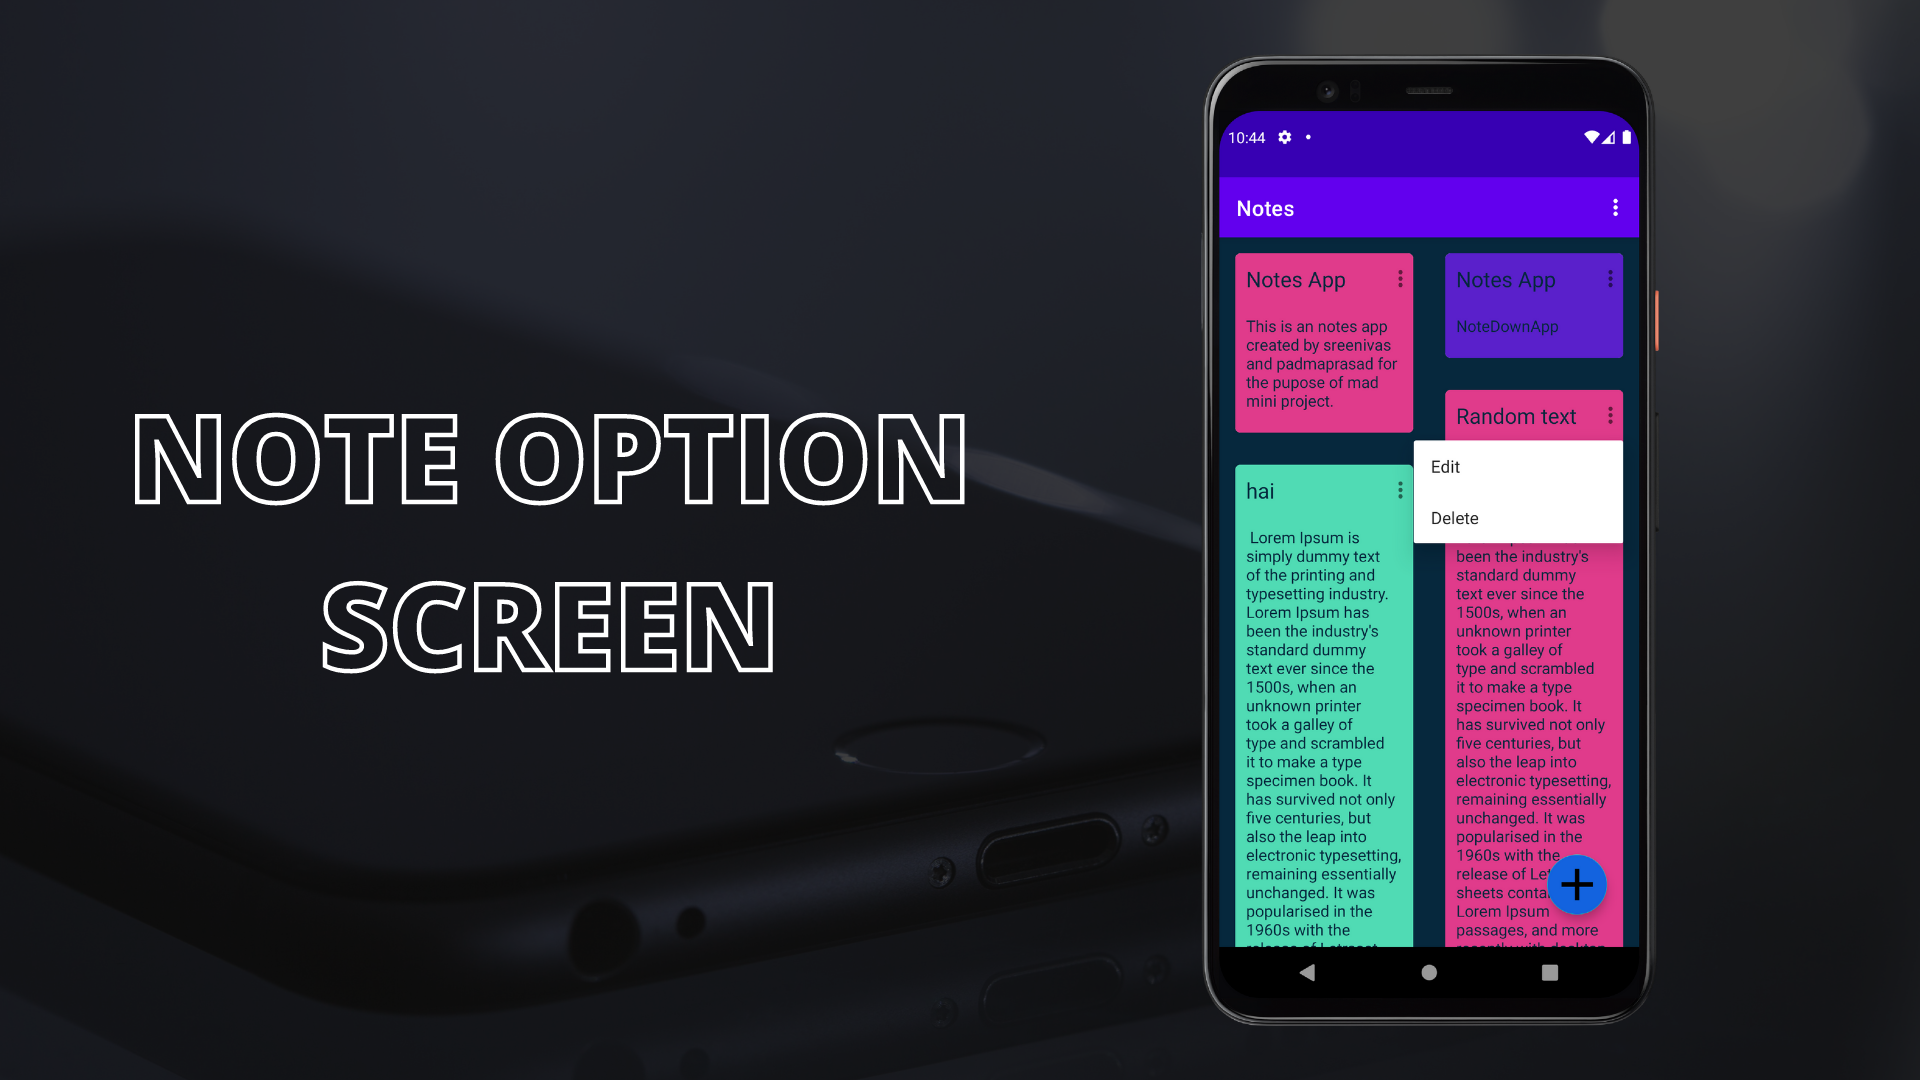 NOTE OPTION
SCREEN
10:44
Notes
Notes App
This is an notes app
created by sreenivas
and padmaprasad for
the pupose of mad
mini project.
hai
Lorem Ipsum is
simply dummy text
of the printing and
typesetting industry.
Lorem Ipsum has
been the industry's
standard dummy
text ever since the
1500s, when an
unknown printer
took a galley of
type and scrambled
it to make a type
specimen book. It
has survived not only
five centuries, but
also the leap into
electronic typesetting,
remaining essentially
unchanged. It was
popularised in the
1960s with the
release of Letraset
Notes App
NoteDownApp
Random text
Edit
Delete
been the industry's
standard dummy
text ever since the
1500s, when an
unknown printer
took a galley of
type and scrambled
it to make a type
specimen book. It
has survived not only
five centuries, but
also the leap into
electronic typesetting,
remaining essentially
unchanged. It was
popularised in the
1960s with the
release of
sheets
Lorem Ipsum
passages, and more
recently with desktop